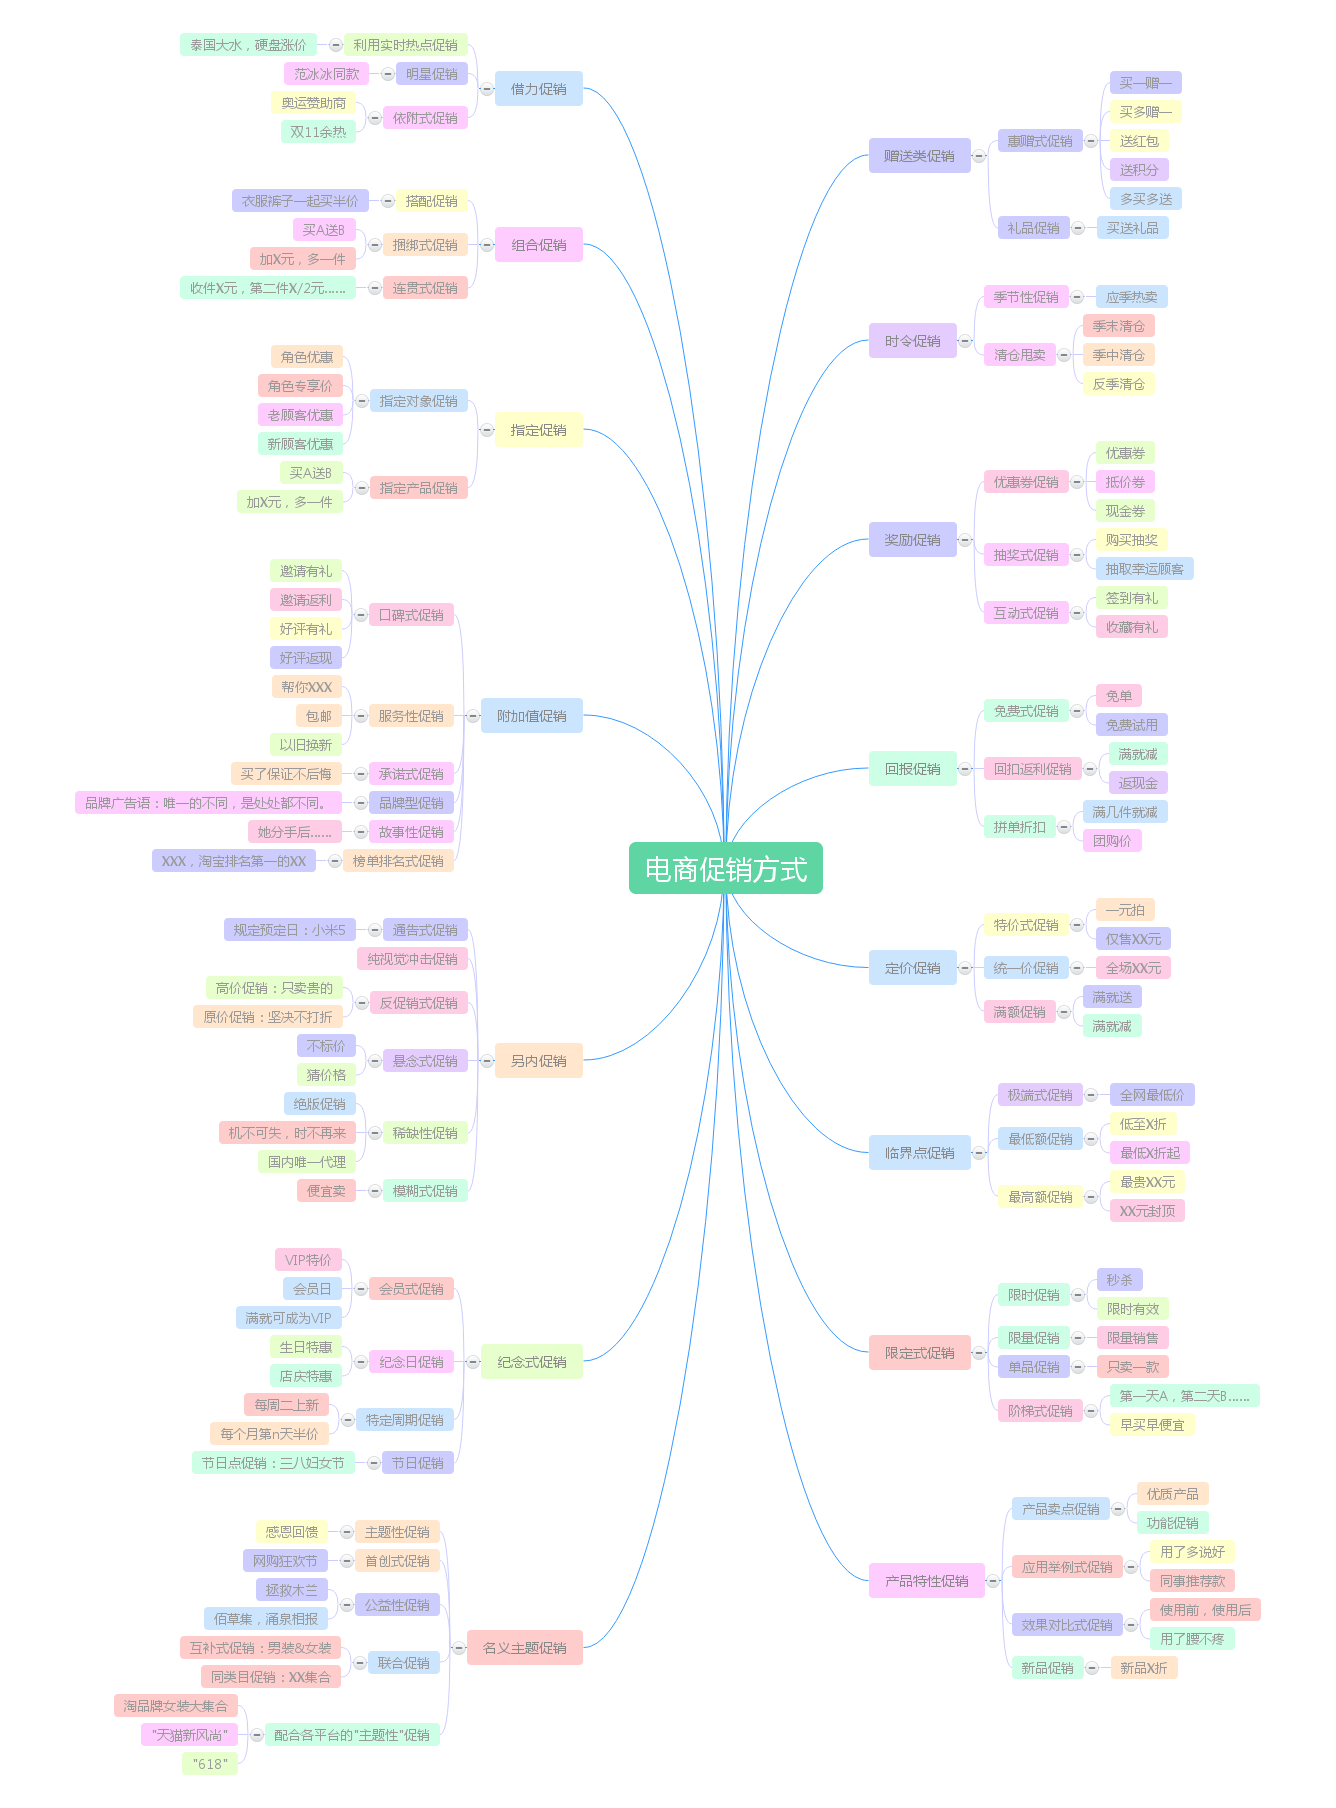 电商促销方式
借力促销
利用实时热点促销
泰国大水，硬盘涨价
明星促销
范冰冰同款
依附式促销
奥运赞助商
双11余热
组合促销
搭配促销
衣服裤子一起买半价
捆绑式促销
买A送B
加X元，多一件
连贯式促销
收件X元，第二件X/2元......
指定促销
指定对象促销
角色优惠
角色专享价
老顾客优惠
新顾客优惠
指定产品促销
买A送B
加X元，多一件
附加值促销
口碑式促销
邀请有礼
邀请返利
好评有礼
好评返现
服务性促销
帮你XXX
包邮
以旧换新
承诺式促销
买了保证不后悔
品牌型促销
品牌广告语：唯一的不同，是处处都不同。
故事性促销
她分手后......
榜单排名式促销
XXX，淘宝排名第一的XX
另内促销
通告式促销
规定预定日：小米5
纯视觉冲击促销
反促销式促销
高价促销：只卖贵的
原价促销：坚决不打折
悬念式促销
不标价
猜价格
稀缺性促销
绝版促销
机不可失，时不再来
国内唯一代理
模糊式促销
便宜卖
纪念式促销
会员式促销
VIP特价
会员日
满就可成为VIP
纪念日促销
生日特惠
店庆特惠
特定周期促销
每周二上新
每个月第n天半价
节日促销
节日点促销：三八妇女节
名义主题促销
主题性促销
感恩回馈
首创式促销
网购狂欢节
公益性促销
拯救木兰
佰草集，涌泉相报
联合促销
互补式促销：男装&女装
同类目促销：XX集合
配合各平台的"主题性"促销
淘品牌女装大集合
"天猫新风尚"
"618"
赠送类促销
惠赠式促销
买一赠一
买多赠一
送红包
送积分
多买多送
礼品促销
买送礼品
时令促销
季节性促销
应季热卖
清仓甩卖
季末清仓
季中清仓
反季清仓
奖励促销
优惠券促销
优惠券
抵价券
现金券
抽奖式促销
购买抽奖
抽取幸运顾客
互动式促销
签到有礼
收藏有礼
回报促销
免费式促销
免单
免费试用
回扣返利促销
满就减
返现金
拼单折扣
满几件就减
团购价
定价促销
特价式促销
一元拍
仅售XX元
统一价促销
全场XX元
满额促销
满就送
满就减
临界点促销
极端式促销
全网最低价
最低额促销
低至X折
最低X折起
最高额促销
最贵XX元
XX元封顶
限定式促销
限时促销
秒杀
限时有效
限量促销
限量销售
单品促销
只卖一款
阶梯式促销
第一天A，第二天B......
早买早便宜
产品特性促销
产品卖点促销
优质产品
功能促销
应用举例式促销
用了多说好
同事推荐款
效果对比式促销
使用前，使用后
用了腰不疼
新品促销
新品X折